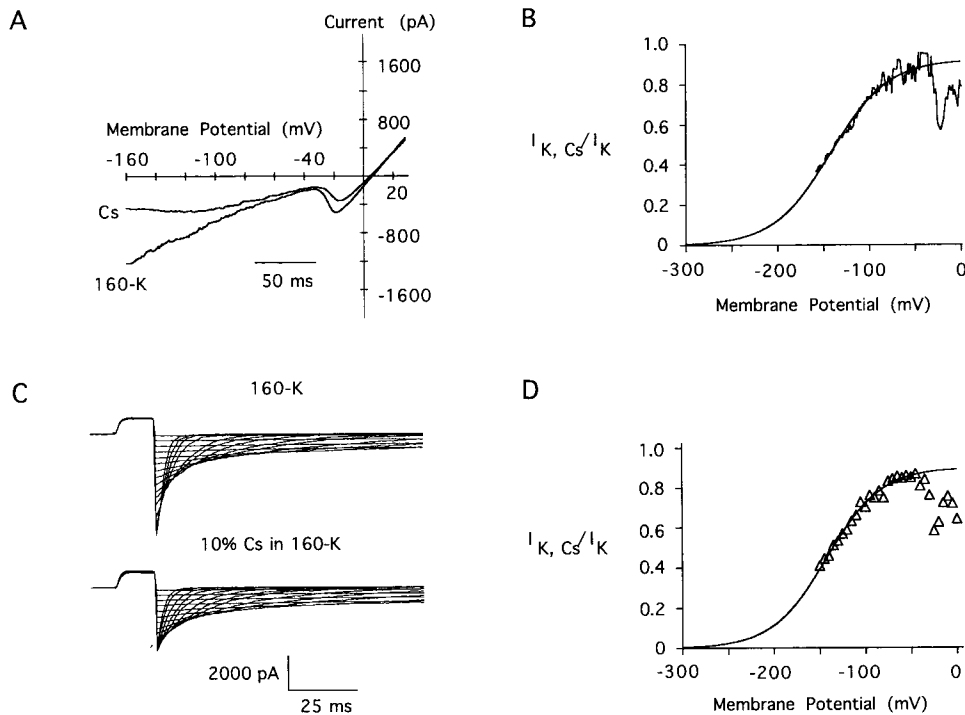 A
Current (pA)
1600
800
Membrane Potential (mV)
-160 -100 -40
20
Cs
-800
160-K
50 ms
-1600
B
1.0
0.8
0.6
I K, Cs/I K
0.4
0.2
0
-300 -200 -100 0
Membrane Potential (mV)
C
160-K
10% Cs in 160-K
2000 pA
25 ms
D
1.0
0.8
0.6
I K, Cs/I K
0.4
0.2
0
-300 -200 -100 0
Membrane Potential (mV)